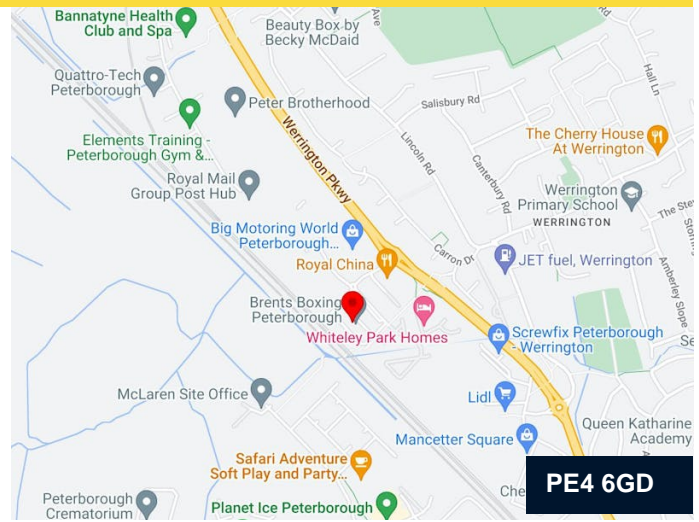 Bannatyne Health
Club and Spa
Beauty Box by
Becky McDaid
Ave
Quattro-Tech
Peterborough
Peter Brotherhood
Salisbury Rd
Hall Ln
Elements Training -
Peterborough Gym &...
Werrington Pkwy
Lincoln Rd
Canterbury Rd
The Cherry House
At Werrington
Royal Mail
Group Post Hub
Werrington
Primary School
WERRINGTON
Big Motoring World
Peterborough...
Royal China
Carron Dr
JET fuel, Werrington
Amberley Slope
Brents Boxing
Peterborough
Whiteley Park Homes
Screwfix Peterborough
- Werrington
McLaren Site Office
Lidl
Mancetter Square
Queen Katharine
Academy
Safari Adventure
Soft Play and Party...
Peterborough
Crematorium
Planet Ice Peterborough
PE4 6GD